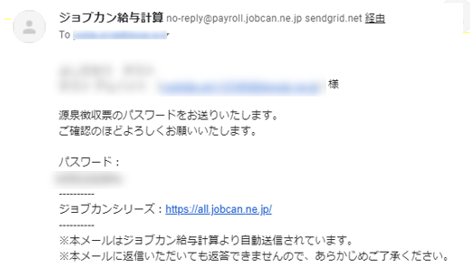 ジョブカン給与計算 no-reply@payroll.jobcan.ne.jp sendgrid.net 経由
To
様
源泉徴収票のパスワードをお送りいたします。
ご確認のほどよろしくお願いいたします。
パスワード：
----------
ジョブカンシリーズ：https://all.jobcan.ne.jp/
----------
※本メールはジョブカン給与計算より自動送信されています。
※本メールに返信いただいても返答できませんので、あらかじめご了承ください。